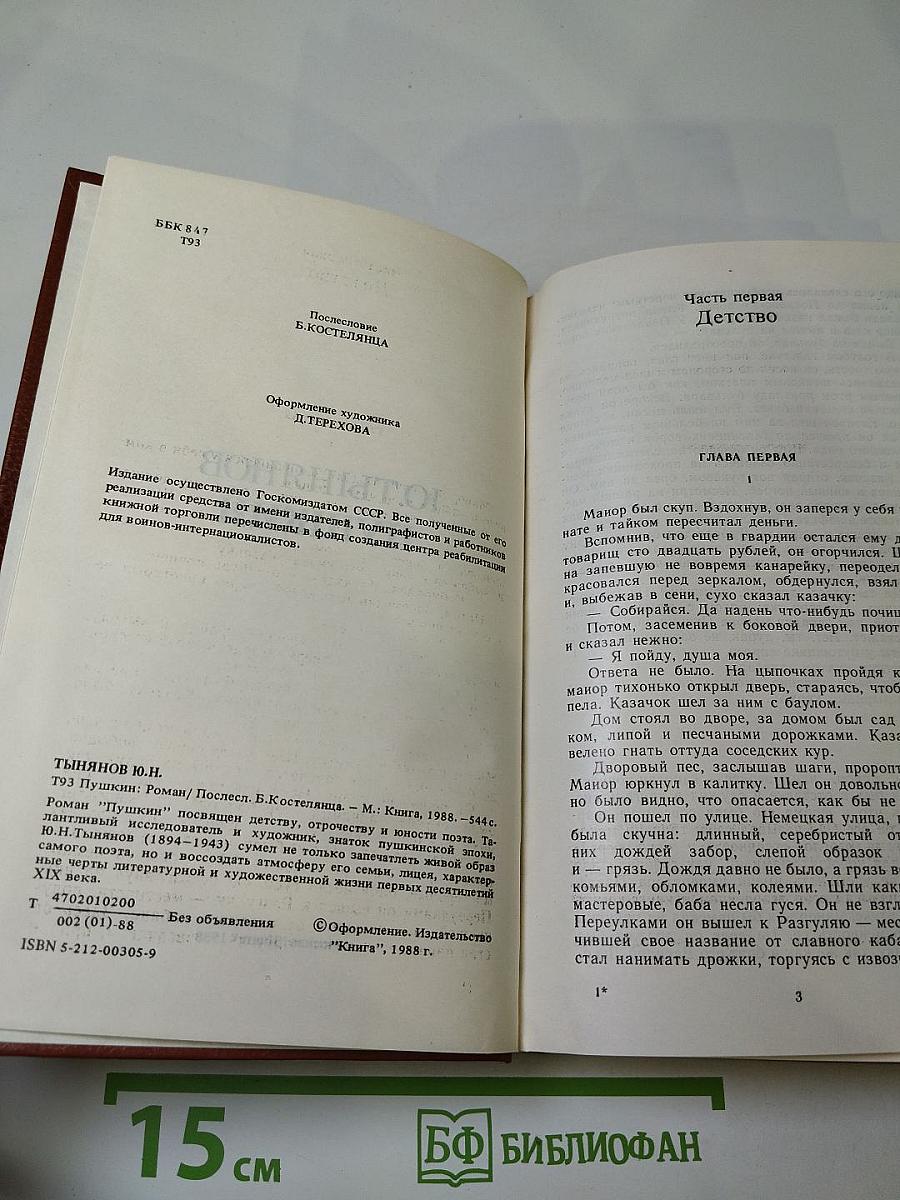 ББК 84 7
Т93
Послесловие
Б.КОСТЕЛЯНЦА
Оформление художника
Д.ТЕРЕХОВА
Издание осуществлено Госкомиздатом СССР. Все полученные от его
реализации средства от имени издателей, полиграфистов и работников
книжной торговли перечислены в фонд создания центра реабилитации
для воинов-интернационалистов.
ТЫНЯНОВ Ю.Н.
Т93 Пушкин: Роман/ Послесл. Б.Костелянца. – М.: Книга, 1988. –544с.
Роман "Пушкин" посвящен детству, отрочеству и юности поэта. Та-
лантливый исследователь и художник, знаток пушкинской эпохи,
Ю.Н.Тынянов (1894–1943) сумел не только запечатлеть живой образ
самого поэта, но и воссоздать атмосферу его семьи, лицея, характер-
ные черты литературной и художественной жизни первых десятилетий
XIX века.
Т 4702010200
002 (01)-88
Без объявления
©Оформление. Издательство
"Книга", 1988 г.
ISBN 5-212-00305-9
Часть первая
Детство
ГЛАВА ПЕРВАЯ
1
Маиор был скуп. Вздохнув, он заперся у себя
нате и тайком пересчитал деньги.
Вспомнив, что еще в гвардии остался ему д
товарищ сто двадцать рублей, он огорчился.
на запевшую не вовремя канарейку, переодел
красовался перед зеркалом, обдернулся, взял
и, выбежав в сени, сухо сказал казачку:
— Собирайся. Да надень что-нибудь почищ
Потом, засеменив к боковой двери, приот
и сказал нежно:
— Я пойду, душа моя.
Ответа не было. На цыпочках пройдя к
маиор тихонько открыл дверь, стараясь, чтоб
пела. Казачок шел за ним с баулом.
Дом стоял во дворе, за домом был сад
ком, липой и песчаными дорожками. Каза
велено гнать оттуда соседских кур.
Дворовый пес, заслышав шаги, проропт
Маиор юркнул в калитку. Шел он довольн
но было видно, что опасается, как бы не
Он пошел по улице. Немецкая улица,
была скучна: длинный, серебристый от
них дождей забор, слепой образок
и — грязь. Дождя давно не было, а грязь в
комьями, обломками, колеями. Шли как
мастеровые, баба несла гуся. Он не взгл
Переулками он вышел к Разгуляю — мес
чившей свое название от славного каба
стал нанимать дрожки, торгуясь с извоз
1*
3
15 см
БФ БИБЛИОФАН